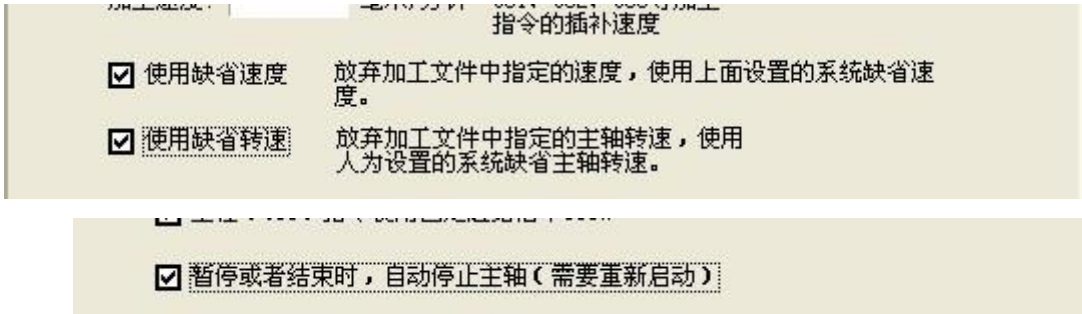 指令的插补速度
使用缺省速度 放弃加工文件中指定的速度，使用上面设置的系统缺省速
度。
使用缺省转速 放弃加工文件中指定的主轴转速，使用
人为设置的系统缺省主轴转速。
暂停或者结束时，自动停止主轴(需要重新启动)